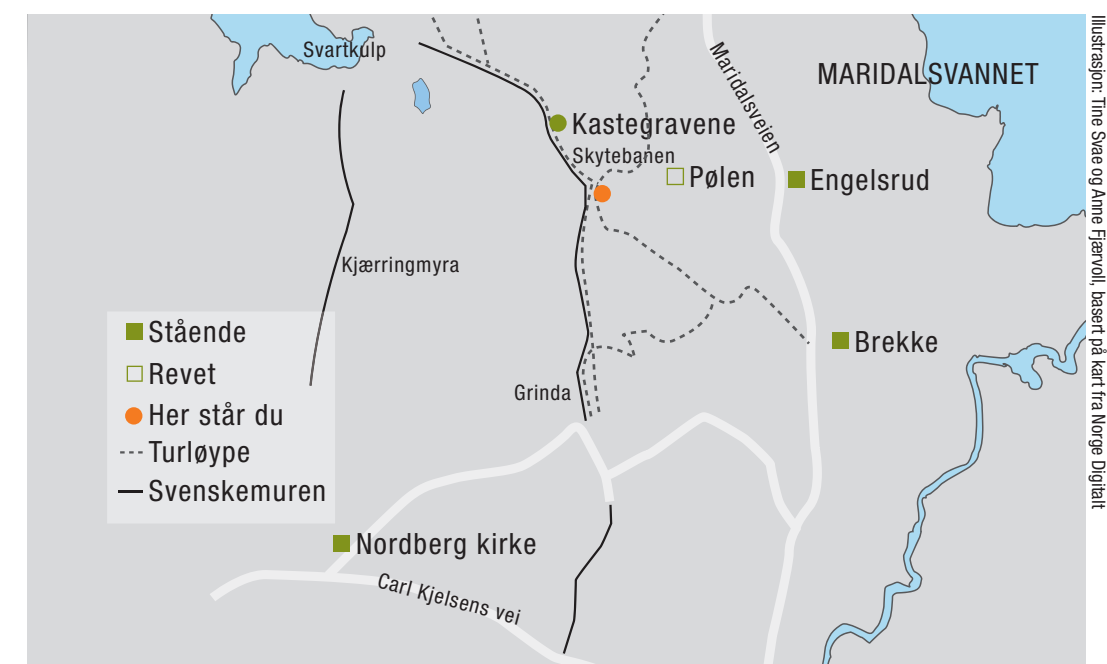 Svartkulp
Maridalsveien
MARIDALSVANNET
Kastegravene
Skytebanen
Pølen
Engelsrud
Kjærringmyra
Stående
Revet
Her står du
Turløype
Svenskemuren
Brekke
Grinda
Nordberg kirke
Carl Kjelsens vei
Illustrasjon: Tine Svae og Anne Fjærvoll, basert på kart fra Norge Digitalt